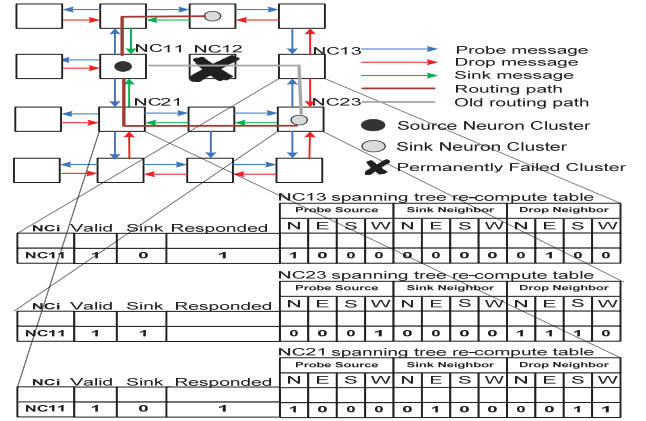 NC11 NC12 NC13
NC21 NC23
Probe message
Drop message
Sink message
Routing path
Old routing path
Source Neuron Cluster
Sink Neuron Cluster
Permanently Failed Cluster
NC13 spanning tree re-compute table
Probe Source Sink Neighbor Drop Neighbor
NCi Valid Sink Responded N E S W N E S W N E S W
NC11 1 0 1 1 0 0 0 0 0 0 0 0 1 0 0
NC23 spanning tree re-compute table
Probe Source Sink Neighbor Drop Neighbor
NCi Valid Sink Responded N E S W N E S W N E S W
NC11 1 1 0 0 0 1 0 0 0 0 1 1 1 0
NC21 spanning tree re-compute table
Probe Source Sink Neighbor Drop Neighbor
NCi Valid Sink Responded N E S W N E S W N E S W
NC11 1 0 1 1 0 0 0 0 1 0 0 0 0 1 1